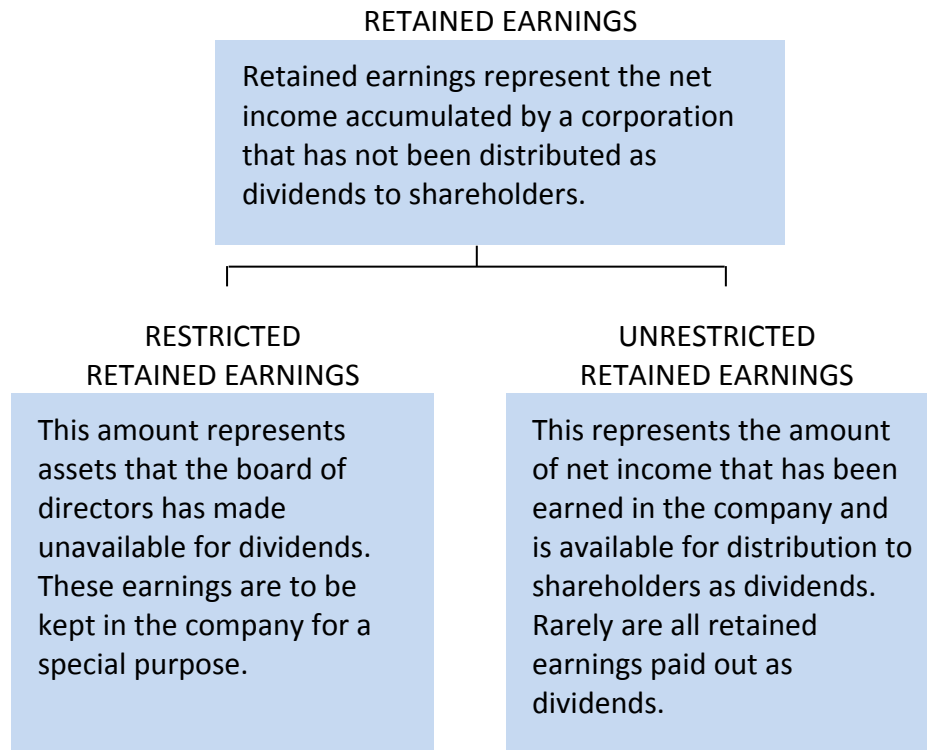 RETAINED EARNINGS
Retained earnings represent the net
income accumulated by a corporation
that has not been distributed as
dividends to shareholders.
RESTRICTED
RETAINED EARNINGS
This amount represents
assets that the board of
directors has made
unavailable for dividends.
These earnings are to be
kept in the company for a
special purpose.
UNRESTRICTED
RETAINED EARNINGS
This represents the amount
of net income that has been
earned in the company and
is available for distribution to
shareholders as dividends.
Rarely are all retained
earnings paid out as
dividends.